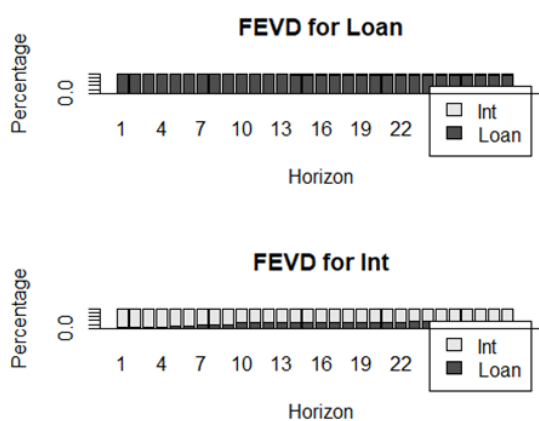 FEVD for Loan
Percentage
0.0
1 4 7 10 13 16 19 22
Int
Loan
Horizon
FEVD for Int
Percentage
0.0
1 4 7 10 13 16 19 22
Int
Loan
Horizon